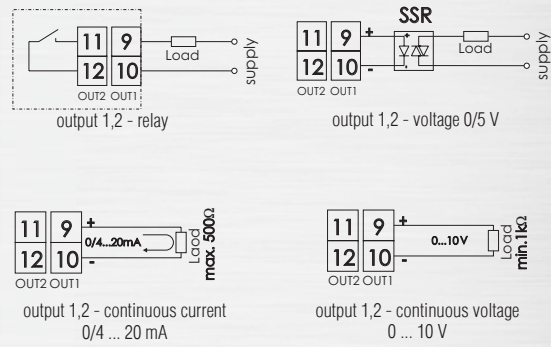 11 9
Load
12 10
OUT2 OUT1
supply
output 1,2 - relay
SSR
11 9 +
Load
12 10 -
OUT2 OUT1
supply
output 1,2 - voltage 0/5 V
11 9 +
0/4...20mA
12 10 -
OUT2 OUT1
Laod
max. 500Ω
output 1,2 - continuous current
0/4 ... 20 mA
11 9 +
0...10V
12 10 -
OUT2 OUT1
Load
min.1kΩ
output 1,2 - continuous voltage
0 ... 10 V